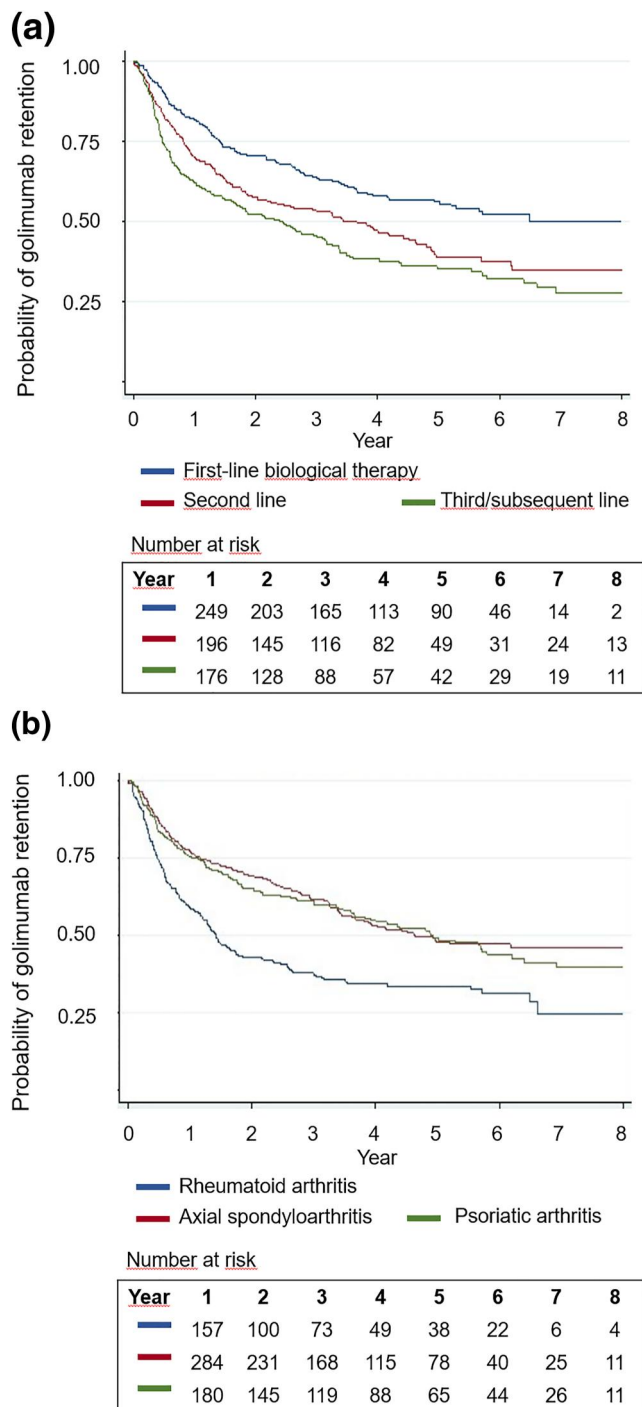 (a)
Probability of golimumab retention
1.00
0.75
0.50
0.25
0 1 2 3 4 5 6 7 8
Year
First-line biological therapy
Second line Third/subsequent line
Number at risk
Year 1 2 3 4 5 6 7 8
249 203 165 113 90 46 14 2
196 145 116 82 49 31 24 13
176 128 88 57 42 29 19 11
(b)
Probability of golimumab retention
1.00
0.75
0.50
0.25
0 1 2 3 4 5 6 7 8
Year
Rheumatoid arthritis
Axial spondyloarthritis Psoriatic arthritis
Number at risk
Year 1 2 3 4 5 6 7 8
157 100 73 49 38 22 6 4
284 231 168 115 78 40 25 11
180 145 119 88 65 44 26 11